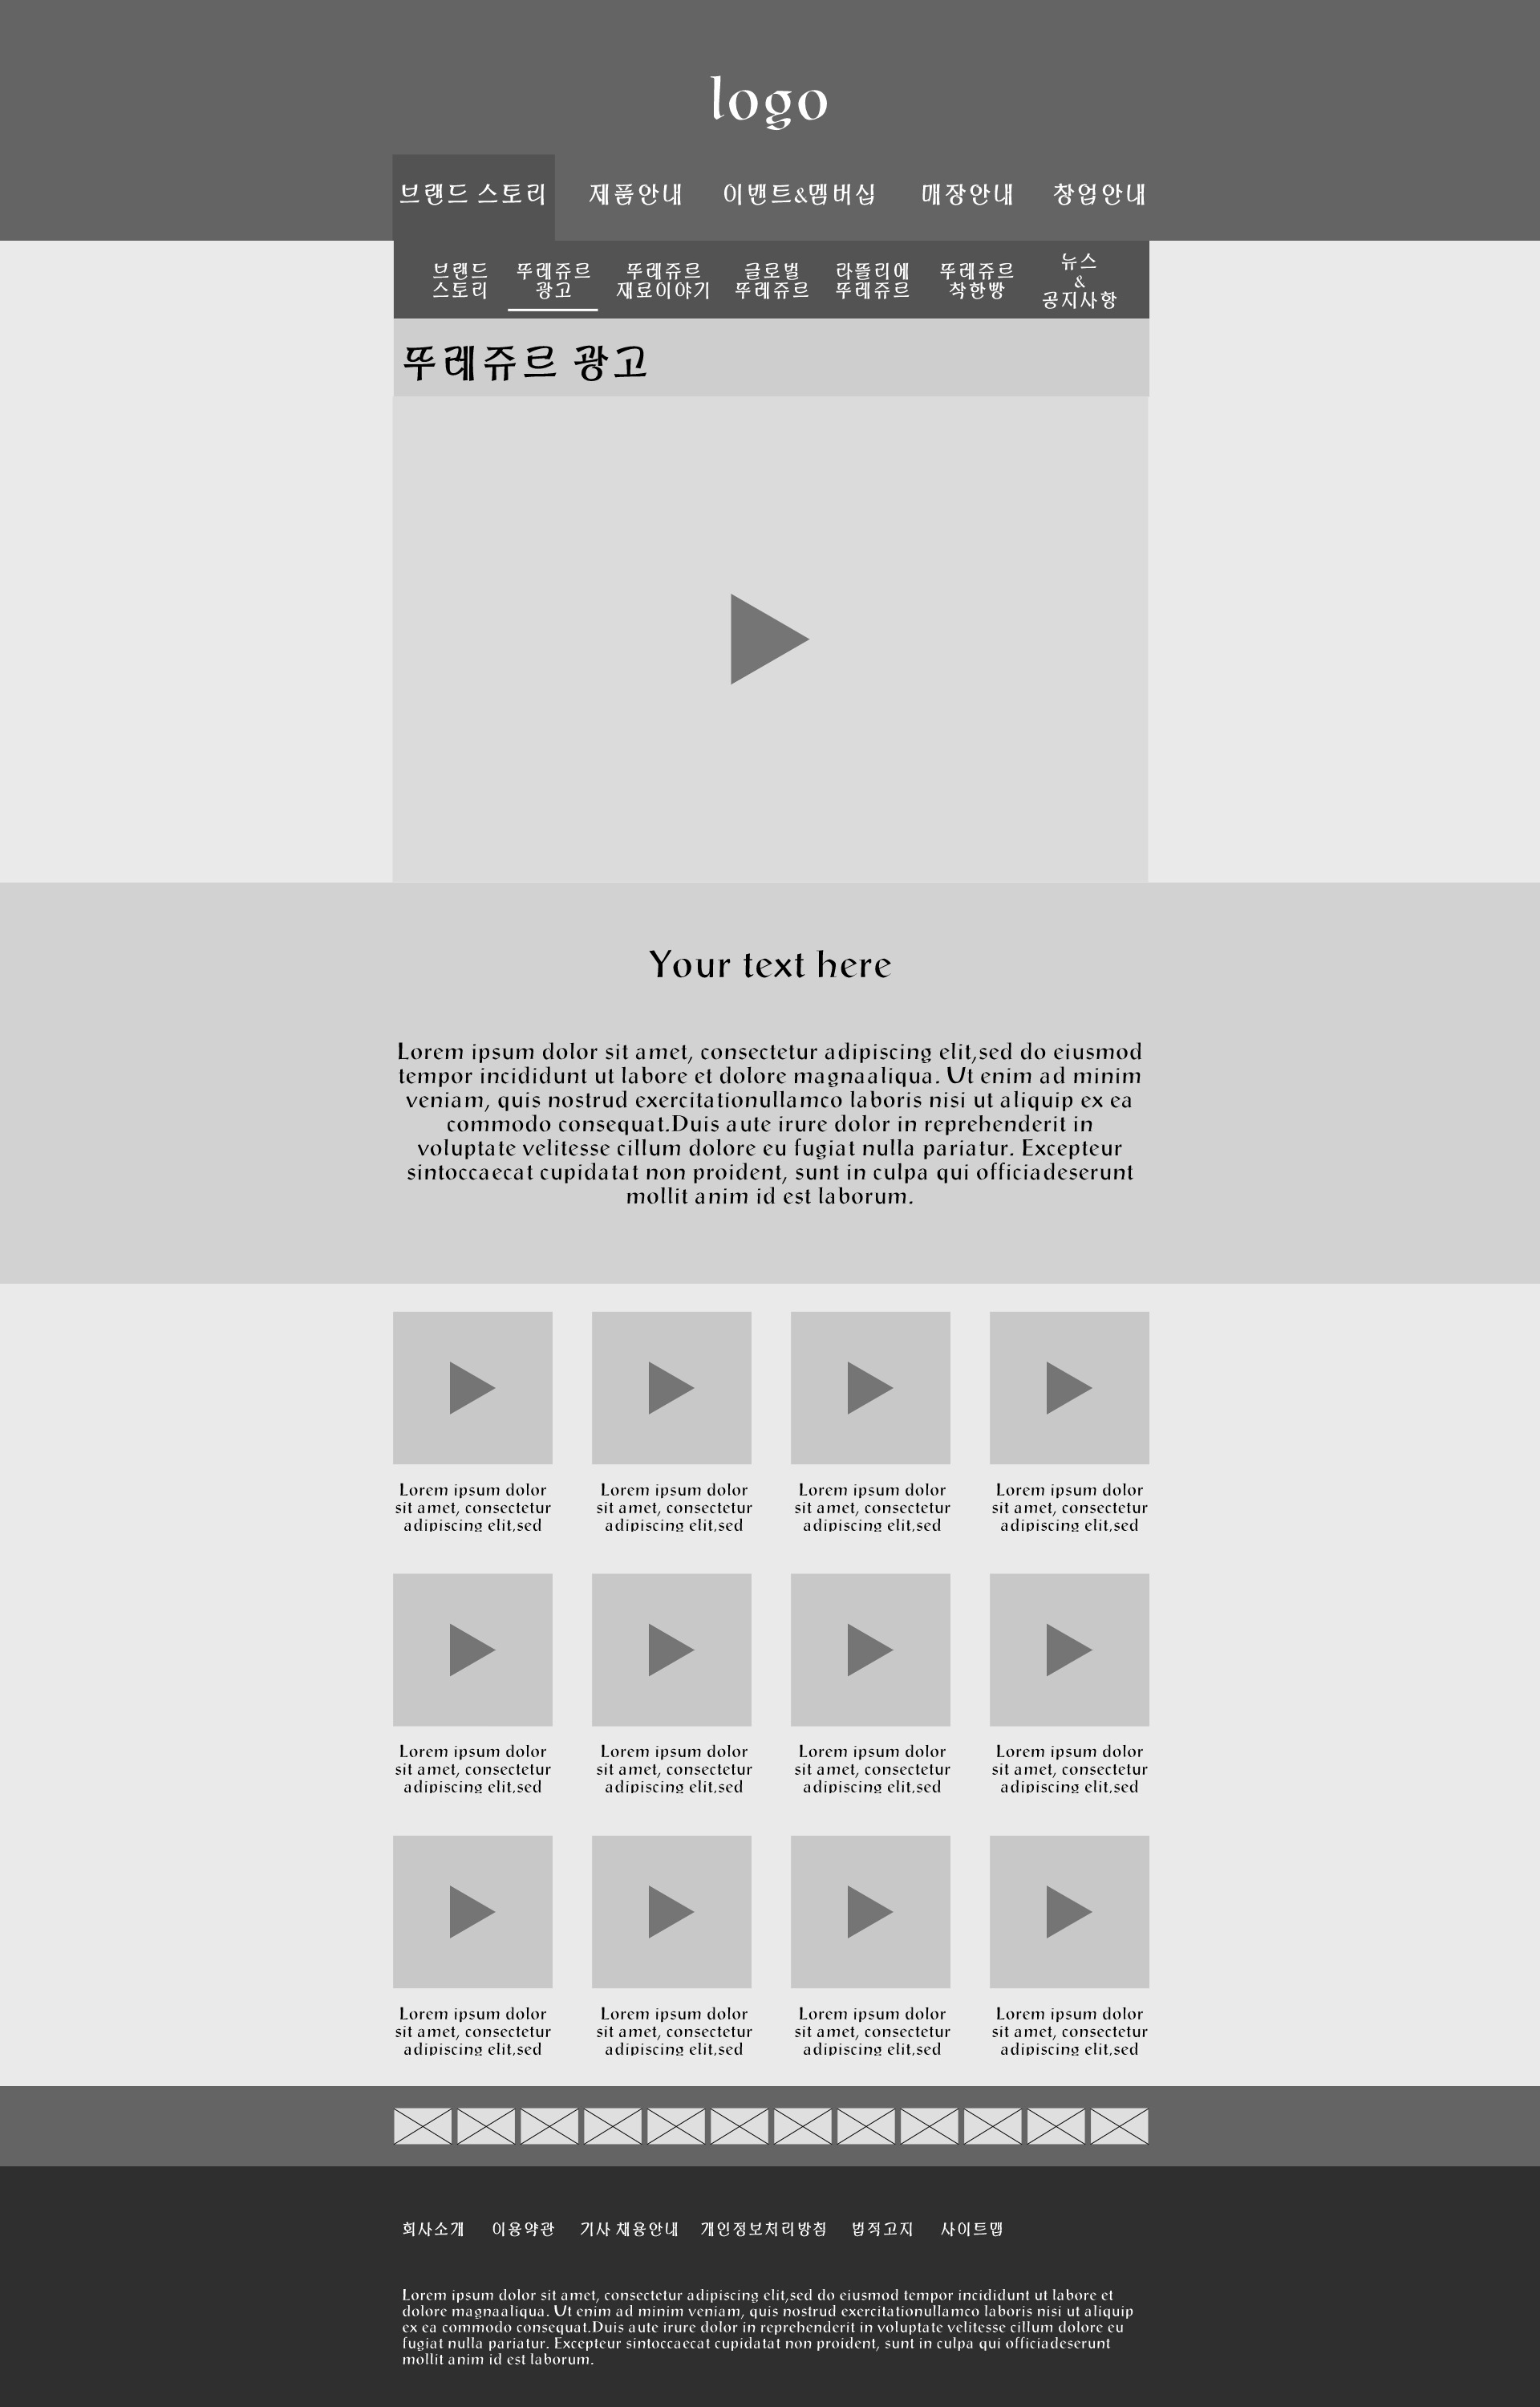 logo
브랜드 스토리 제품안내 이벤트&멤버십 매장안내 창업안내
브랜드 스토리
뚜레쥬르 광고
뚜레쥬르 재료이야기
글로벌 뚜레쥬르
라뜰리에 뚜레쥬르
뚜레쥬르 착한빵
뉴스 & 공지사항
뚜레쥬르 광고
Your text here
Lorem ipsum dolor sit amet, consectetur adipiscing elit,sed do eiusmod
tempor incididunt ut labore et dolore magnaaliqua. Ut enim ad minim
veniam, quis nostrud exercitationullamco laboris nisi ut aliquip ex ea
commodo consequat.Duis aute irure dolor in reprehenderit in
voluptate velitesse cillum dolore eu fugiat nulla pariatur. Excepteur
sintoccaecat cupidatat non proident, sunt in culpa qui officiadeserunt
mollit anim id est laborum.
Lorem ipsum dolor
sit amet, consectetur
adipiscing elit,sed
Lorem ipsum dolor
sit amet, consectetur
adipiscing elit,sed
Lorem ipsum dolor
sit amet, consectetur
adipiscing elit,sed
Lorem ipsum dolor
sit amet, consectetur
adipiscing elit,sed
Lorem ipsum dolor
sit amet, consectetur
adipiscing elit,sed
Lorem ipsum dolor
sit amet, consectetur
adipiscing elit,sed
Lorem ipsum dolor
sit amet, consectetur
adipiscing elit,sed
Lorem ipsum dolor
sit amet, consectetur
adipiscing elit,sed
Lorem ipsum dolor
sit amet, consectetur
adipiscing elit,sed
Lorem ipsum dolor
sit amet, consectetur
adipiscing elit,sed
Lorem ipsum dolor
sit amet, consectetur
adipiscing elit,sed
Lorem ipsum dolor
sit amet, consectetur
adipiscing elit,sed
회사소개 이용약관 기사 채용안내 개인정보처리방침 법적고지 사이트맵
Lorem ipsum dolor sit amet, consectetur adipiscing elit,sed do eiusmod tempor incididunt ut labore et
dolore magnaaliqua. Ut enim ad minim veniam, quis nostrud exercitationullamco laboris nisi ut aliquip
ex ea commodo consequat.Duis aute irure dolor in reprehenderit in voluptate velitesse cillum dolore eu
fugiat nulla pariatur. Excepteur sintoccaecat cupidatat non proident, sunt in culpa qui officiadeserunt
mollit anim id est laborum.